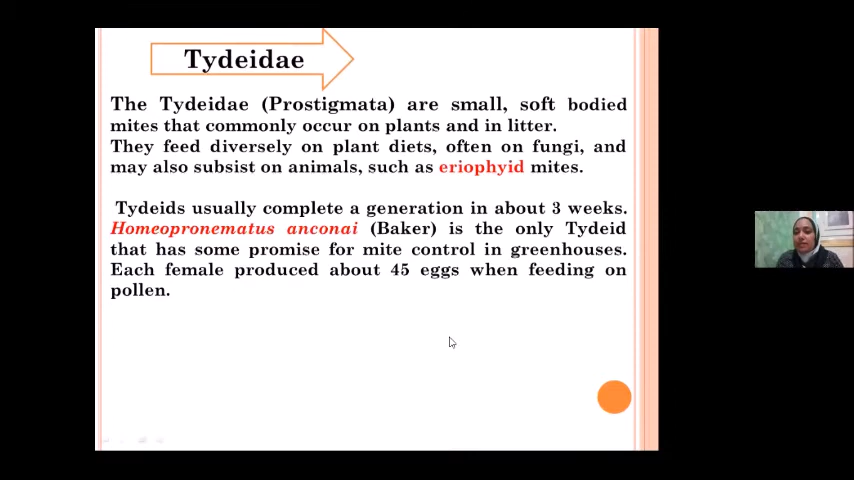 Tydeidae
The Tydeidae (Prostigmata) are small, soft bodied
mites that commonly occur on plants and in litter.
They feed diversely on plant diets, often on fungi, and
may also subsist on animals, such as eriophyid mites.
Tydeids usually complete a generation in about 3 weeks.
Homeopronematus anconai (Baker) is the only Tydeid
that has some promise for mite control in greenhouses.
Each female produced about 45 eggs when feeding on
pollen.